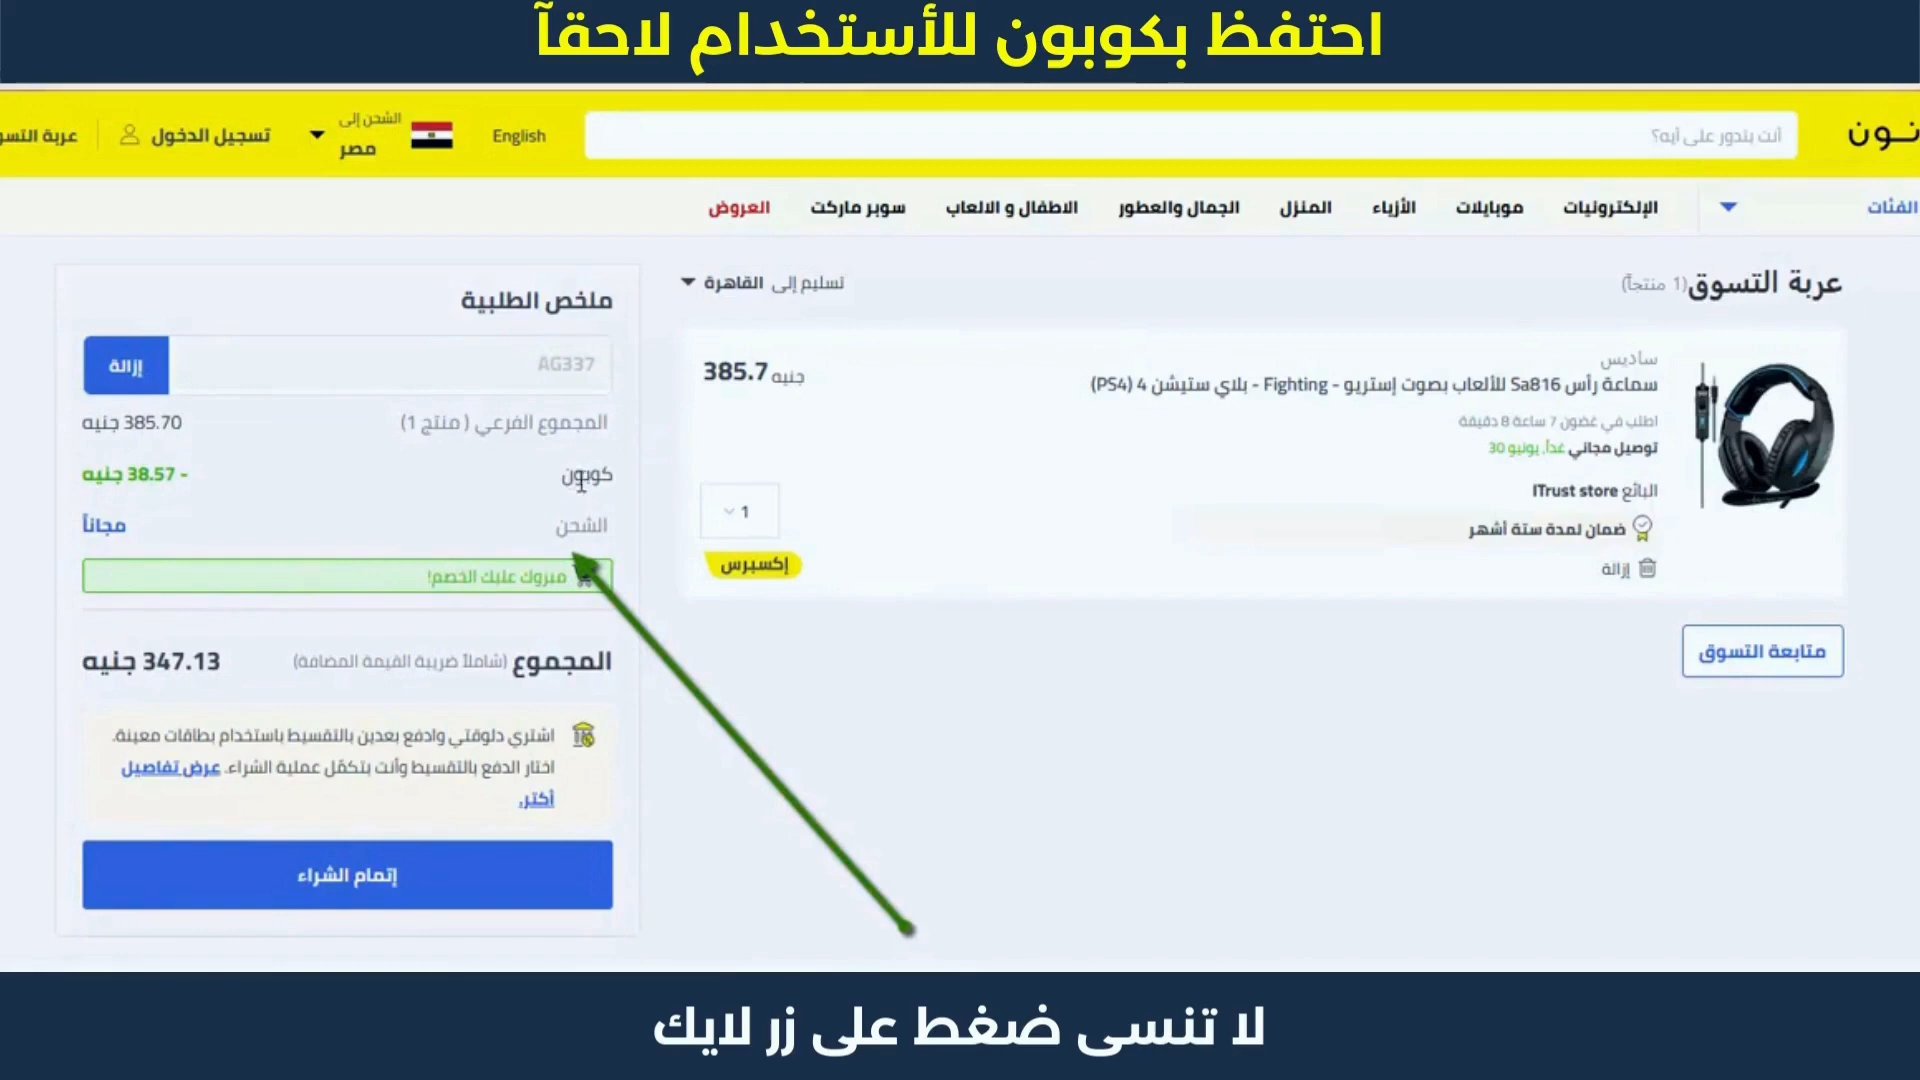 احتفظ بكوبون للأستخدام لاحقآ
نون
أنت بتدور على أيه؟
English
الشحن إلى
مصر
تسجيل الدخول
عربة التسو
الفئات
الإلكترونيات
موبايلات
الأزياء
المنزل
الجمال والعطور
الاطفال و الالعاب
سوبر ماركت
العروض
عربة التسوق (1 منتجاً)
تسليم إلى القاهرة
ساديس
سماعة رأس Sa816 للألعاب بصوت إستريو - Fighting - بلاي ستيشن 4 (PS4)
جنيه 385.7
اطلب في غضون 7 ساعة 8 دقيقة
توصيل مجاني غداً, يونيو 30
البائع ITrust store
ضمان لمدة ستة أشهر
إزالة
1
إكسبرس
متابعة التسوق
ملخص الطلبية
AG337
إزالة
المجموع الفرعي ( منتج 1)
385.70 جنيه
كوبون
- 38.57 جنيه
الشحن
مجاناً
مبروك عليك الخصم!
المجموع (شاملاً ضريبة القيمة المضافة)
347.13 جنيه
اشتري دلوقتي وادفع بعدين بالتقسيط باستخدام بطاقات معينة.
اختار الدفع بالتقسيط وأنت بتكمّل عملية الشراء. عرض تفاصيل
أكتر.
إتمام الشراء
لا تنسى ضغط على زر لايك